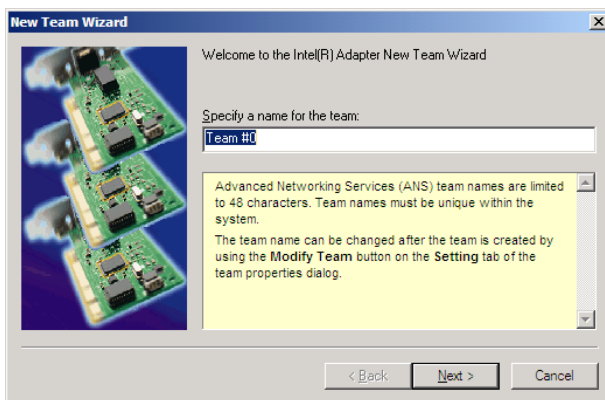 New Team Wizard
Welcome to the Intel(R) Adapter New Team Wizard
Specify a name for the team:
Team #0
Advanced Networking Services (ANS) team names are limited
to 48 characters. Team names must be unique within the
system.
The team name can be changed after the team is created by
using the Modify Team button on the Setting tab of the
team properties dialog.
< Back
Next >
Cancel